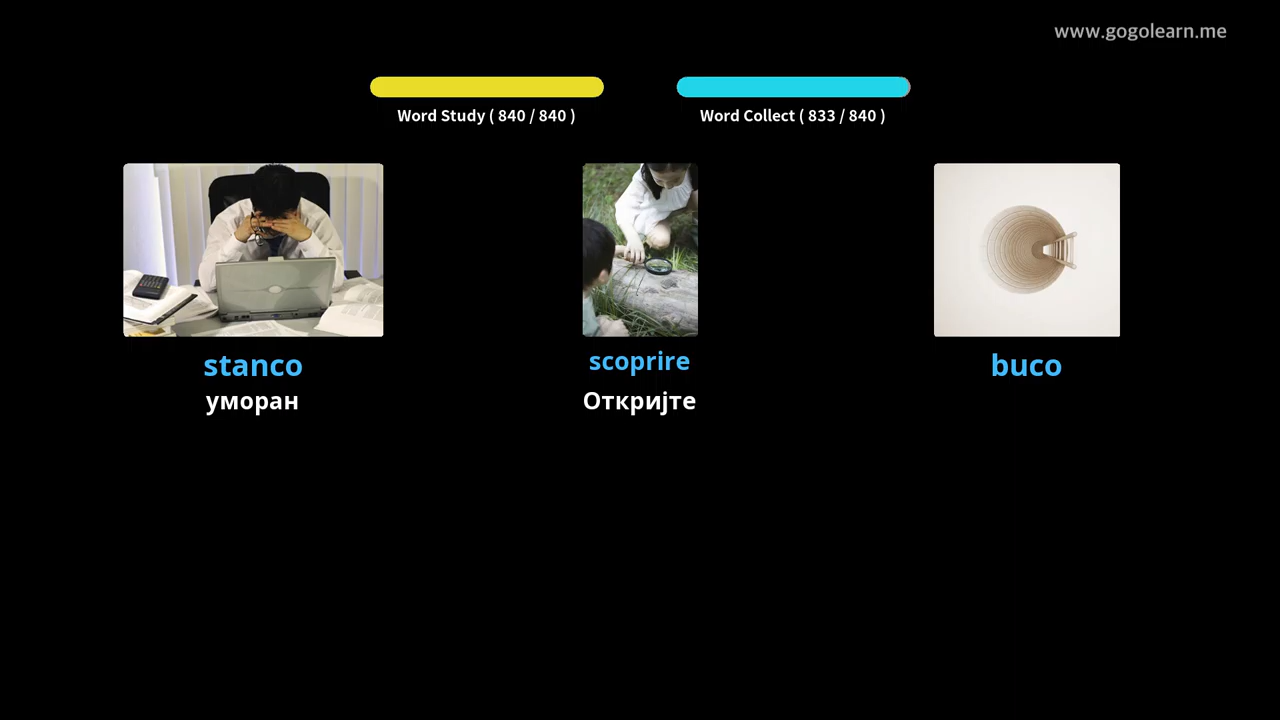 www.gogolearn.me
Word Study ( 840 / 840 )
Word Collect ( 833 / 840 )
stanco
scoprire
buco
уморан
Откријте